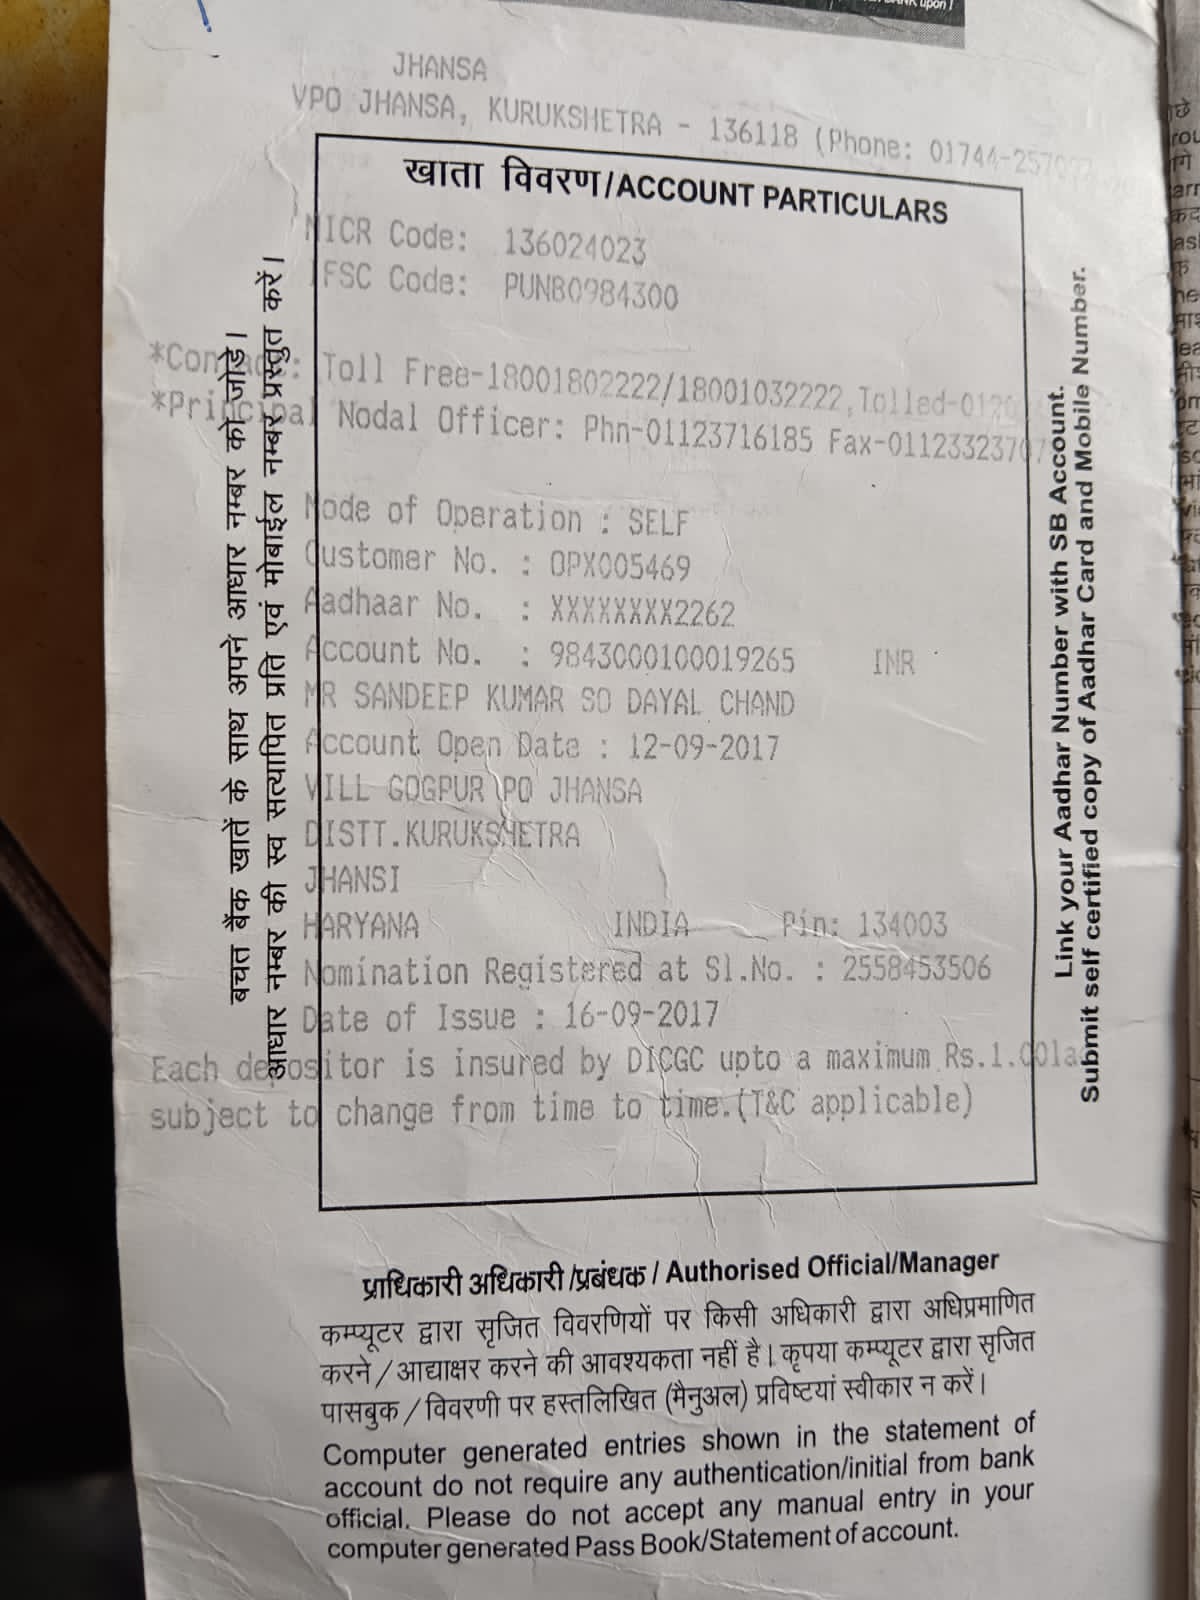 JHANSA
VPO JHANSA, KURUKSHETRA - 136118 (Phone: 01744-257
खाता विवरण/ACCOUNT PARTICULARS
MICR Code: 136024023
IFSC Code: PUNB0984300
*Contact: Toll Free-18001802222/18001032222,Tolled-0120
*Principal Nodal Officer: Phn-01123716185 Fax-0112332370
Mode of Operation : SELF
Customer No. : OPX005469
Aadhaar No. : XXXXXXXX2262
Account No. : 9843000100019265 INR
MR SANDEEP KUMAR SO DAYAL CHAND
Account Open Date : 12-09-2017
VILL GOGPUR PO JHANSA
DISTT.KURUKSHETRA
JHANSI
HARYANA INDIA Pin: 134003
Nomination Registered at Sl.No. : 2558453506
Date of Issue : 16-09-2017
Each depositor is insured by DICGC upto a maximum Rs.1.00lac
subject to change from time to time.(T&C applicable)
बचत बैंक खातें के साथ अपने आधार नम्बर को जोडे।
आधार नम्बर की स्व सत्यापित प्रति एवं मोबाईल नम्बर प्रस्तुत करें।
Link your Aadhar Number with SB Account.
Submit self certified copy of Aadhar Card and Mobile Number.
प्राधिकारी अधिकारी/प्रबंधक / Authorised Official/Manager
कम्प्यूटर द्वारा सृजित विवरणियों पर किसी अधिकारी द्वारा अधिप्रमाणित
करने / आद्याक्षर करने की आवश्यकता नहीं है। कृपया कम्प्यूटर द्वारा सृजित
पासबुक / विवरणी पर हस्तलिखित (मैनुअल) प्रविष्टयां स्वीकार न करें।
Computer generated entries shown in the statement of
account do not require any authentication/initial from bank
official. Please do not accept any manual entry in your
computer generated Pass Book/Statement of account.